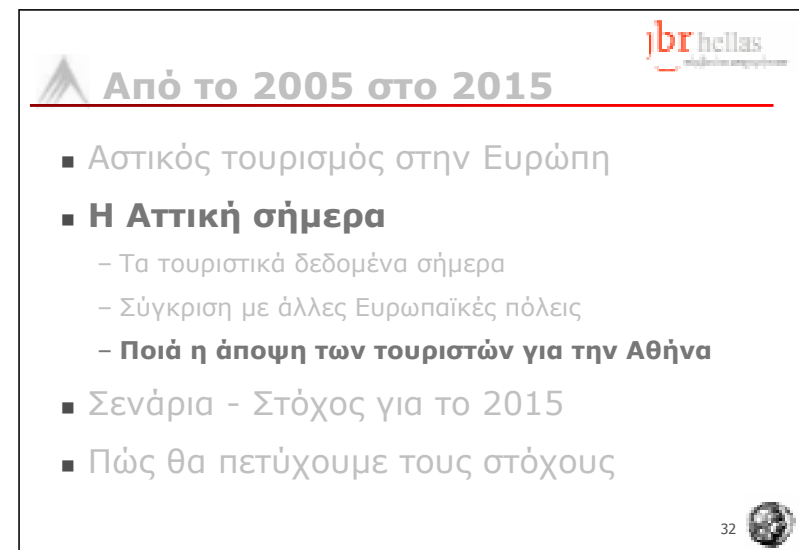 jbr hellas
Από το 2005 στο 2015
Αστικός τουρισμός στην Ευρώπη
Η Αττική σήμερα
– Τα τουριστικά δεδομένα σήμερα
– Σύγκριση με άλλες Ευρωπαϊκές πόλεις
– Ποιά η άποψη των τουριστών για την Αθήνα
Σενάρια - Στόχος για το 2015
Πώς θα πετύχουμε τους στόχους
32